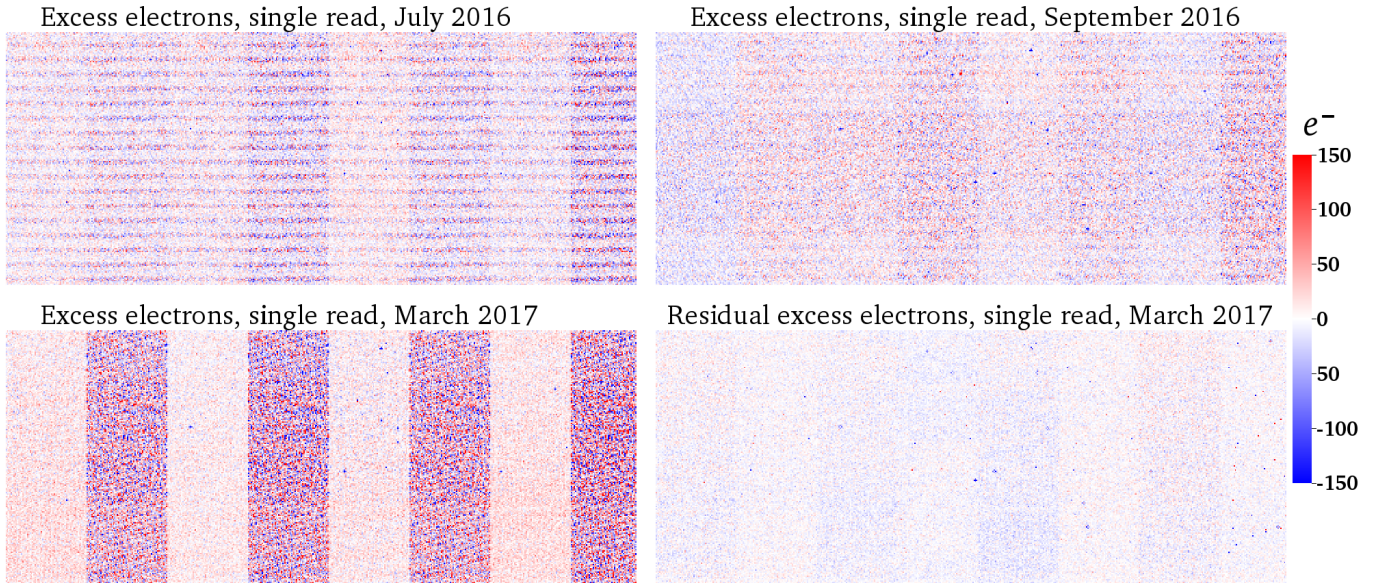 Excess electrons, single read, July 2016
Excess electrons, single read, September 2016
Excess electrons, single read, March 2017
Residual excess electrons, single read, March 2017
e⁻
150
100
50
0
50
-100
-150